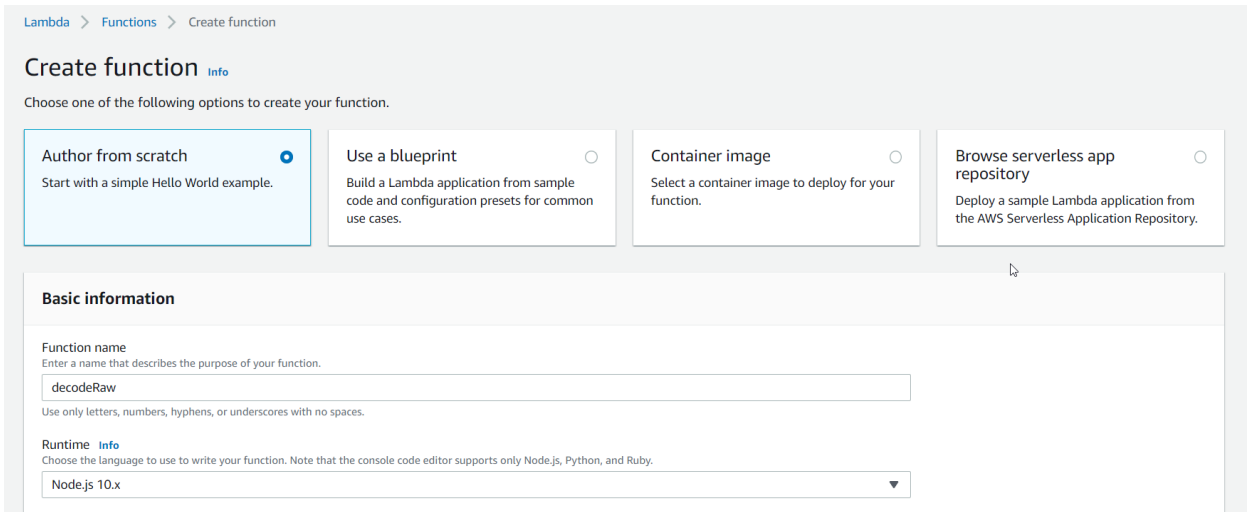 Lambda > Functions > Create function
Create function Info
Choose one of the following options to create your function.
Author from scratch
Start with a simple Hello World example.
Use a blueprint
Build a Lambda application from sample
code and configuration presets for common
use cases.
Container image
Select a container image to deploy for your
function.
Browse serverless app
repository
Deploy a sample Lambda application from
the AWS Serverless Application Repository.
Basic information
Function name
Enter a name that describes the purpose of your function.
decodeRaw
Use only letters, numbers, hyphens, or underscores with no spaces.
Runtime Info
Choose the language to use to write your function. Note that the console code editor supports only Node.js, Python, and Ruby.
Node.js 10.x